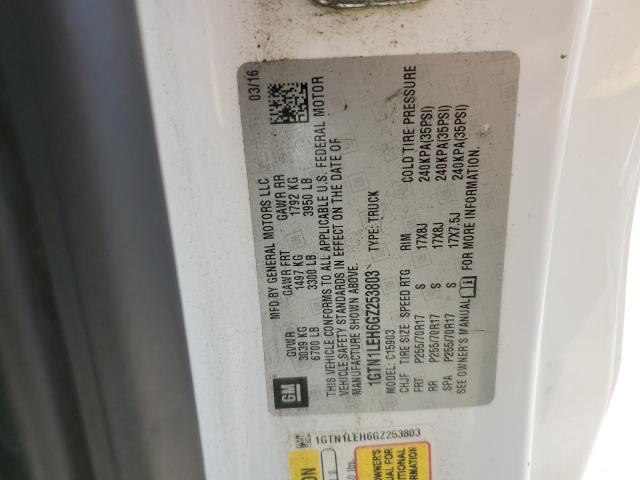 MFD BY GENERAL MOTORS LLC
03/16
GVWR GAWR FRT GAWR RR
3039 KG 1497 KG 1792 KG
6700 LB 3300 LB 3950 LB
THIS VEHICLE CONFORMS TO ALL APPLICABLE U.S. FEDERAL MOTOR
VEHICLE SAFETY STANDARDS IN EFFECT ON THE DATE OF
MANUFACTURE SHOWN ABOVE.
1GTN1LEH6GZ253803 TYPE: TRUCK
MODEL: C15903
CHJF TIRE SIZE SPEED RTG RIM COLD TIRE PRESSURE
FRT P255/70R17 S 17X8J 240KPA(35PSI)
RR P255/70R17 S 17X8J 240KPA(35PSI)
SPA P255/70R17 S 17X7.5J 240KPA(35PSI)
SEE OWNER'S MANUAL FOR MORE INFORMATION.
GM
1GTN1LEH6GZ253803
OWNER'S